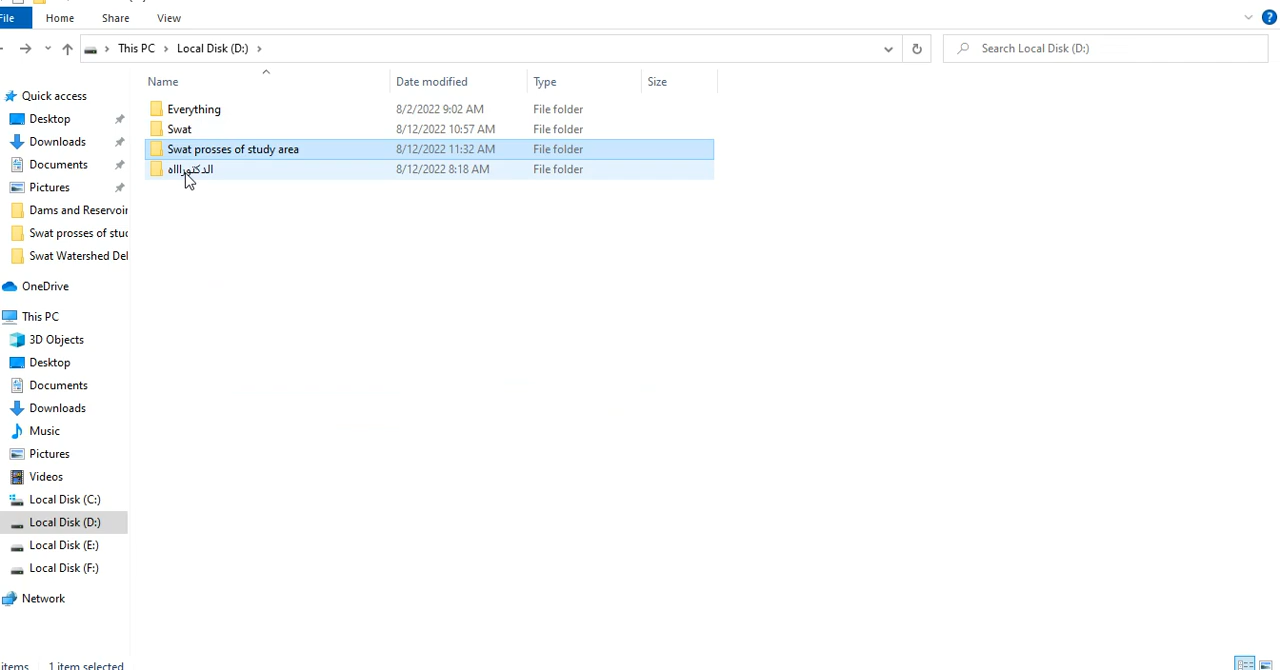 File Home Share View
This PC Local Disk (D:) Search Local Disk (D:)
Name Date modified Type Size
Everything 8/2/2022 9:02 AM File folder
Swat 8/12/2022 10:57 AM File folder
Swat prosses of study area 8/12/2022 11:32 AM File folder
الدكتوراااه 8/12/2022 8:18 AM File folder
Quick access
Desktop
Downloads
Documents
Pictures
Dams and Reservoir
Swat prosses of stud
Swat Watershed Del
OneDrive
This PC
3D Objects
Desktop
Documents
Downloads
Music
Pictures
Videos
Local Disk (C:)
Local Disk (D:)
Local Disk (E:)
Local Disk (F:)
Network
items 1 item selected